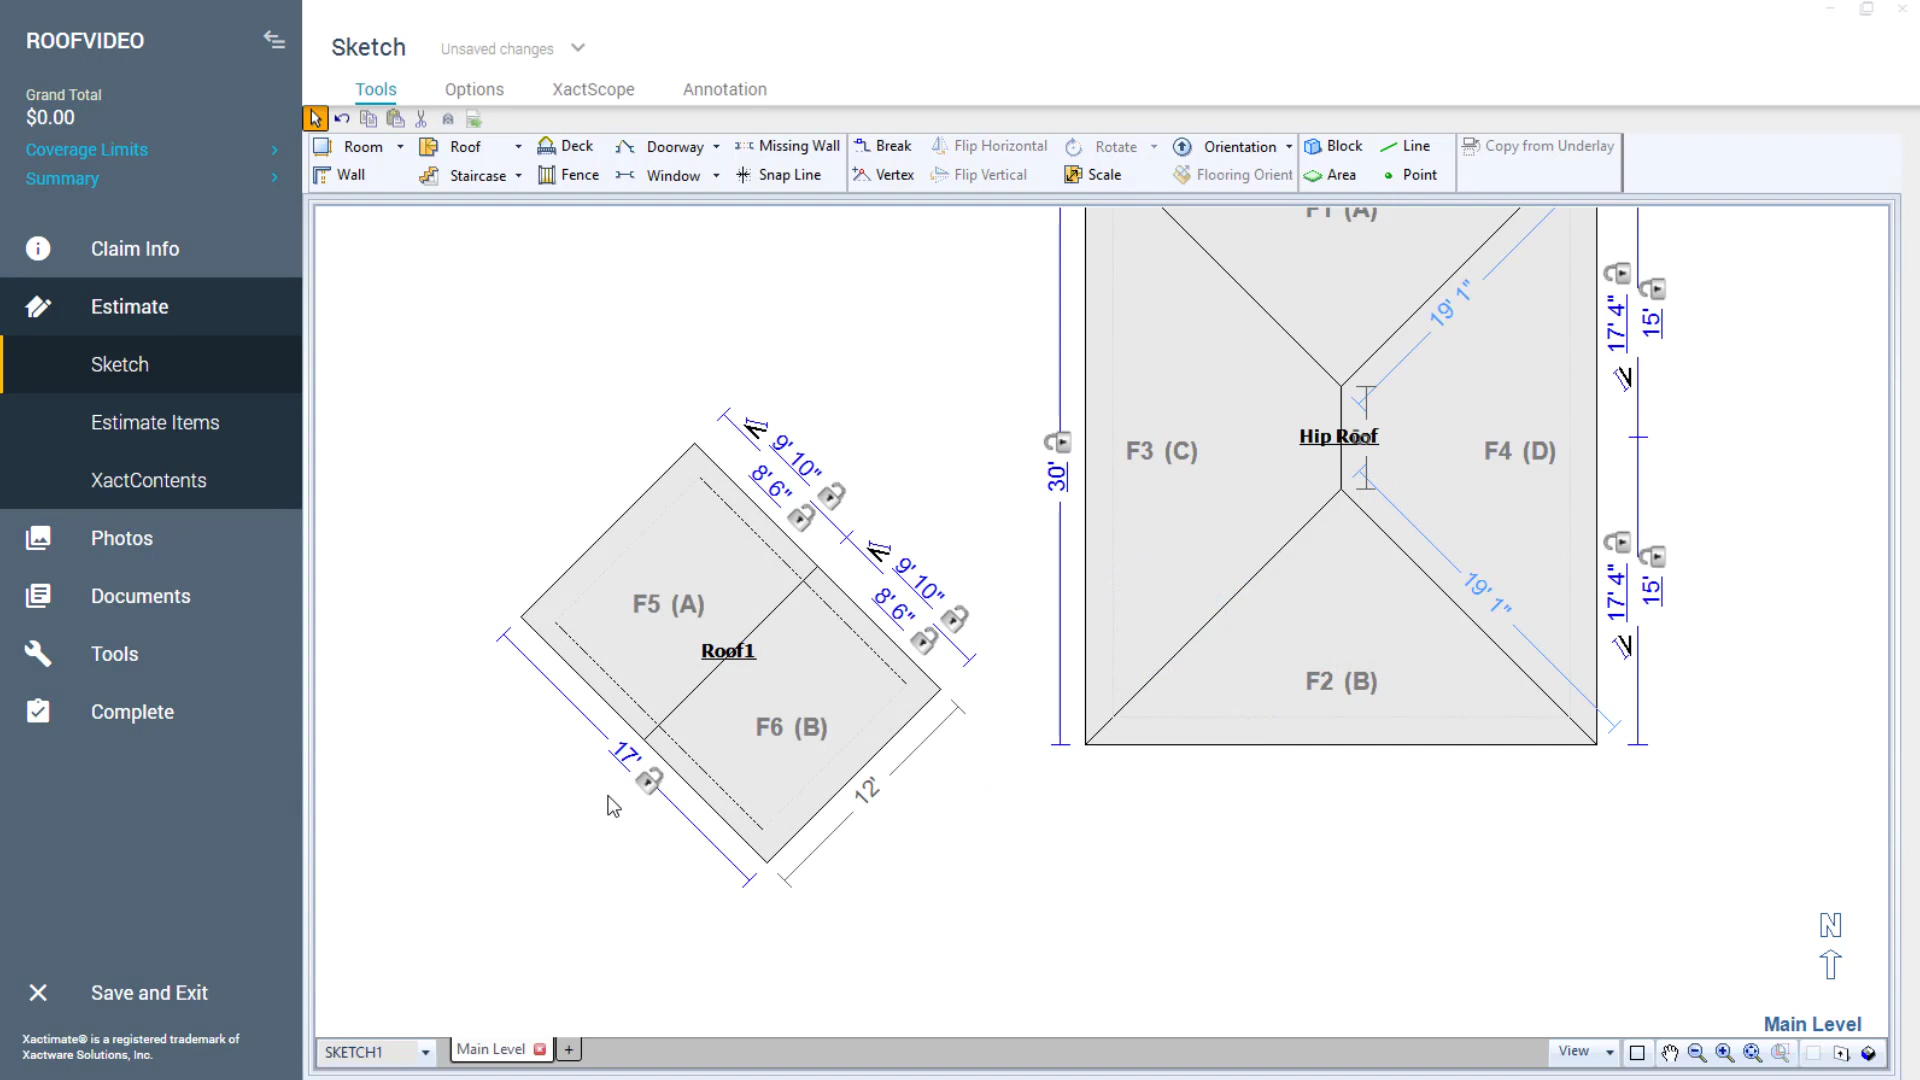 ROOFVIDEO
Grand Total
$0.00
Coverage Limits
Summary
Claim Info
Estimate
Sketch
Estimate Items
XactContents
Photos
Documents
Tools
Complete
Save and Exit
Xactimate® is a registered trademark of
Xactware Solutions, Inc.
Sketch
Unsaved changes
Tools
Options
XactScope
Annotation
Room
Roof
Deck
Doorway
Missing Wall
Break
Flip Horizontal
Rotate
Orientation
Block
Line
Copy from Underlay
Wall
Staircase
Fence
Window
Snap Line
Vertex
Flip Vertical
Scale
Flooring Orient
Area
Point
F1 (A)
19' 1"
17' 4"
15'
Hip Roof
F3 (C)
F4 (D)
30'
9' 10"
8' 6"
9' 10"
8' 6"
19' 1"
17' 4"
15'
F5 (A)
Roof1
F2 (B)
F6 (B)
17'
12'
N
Main Level
SKETCH1
Main Level
+
View